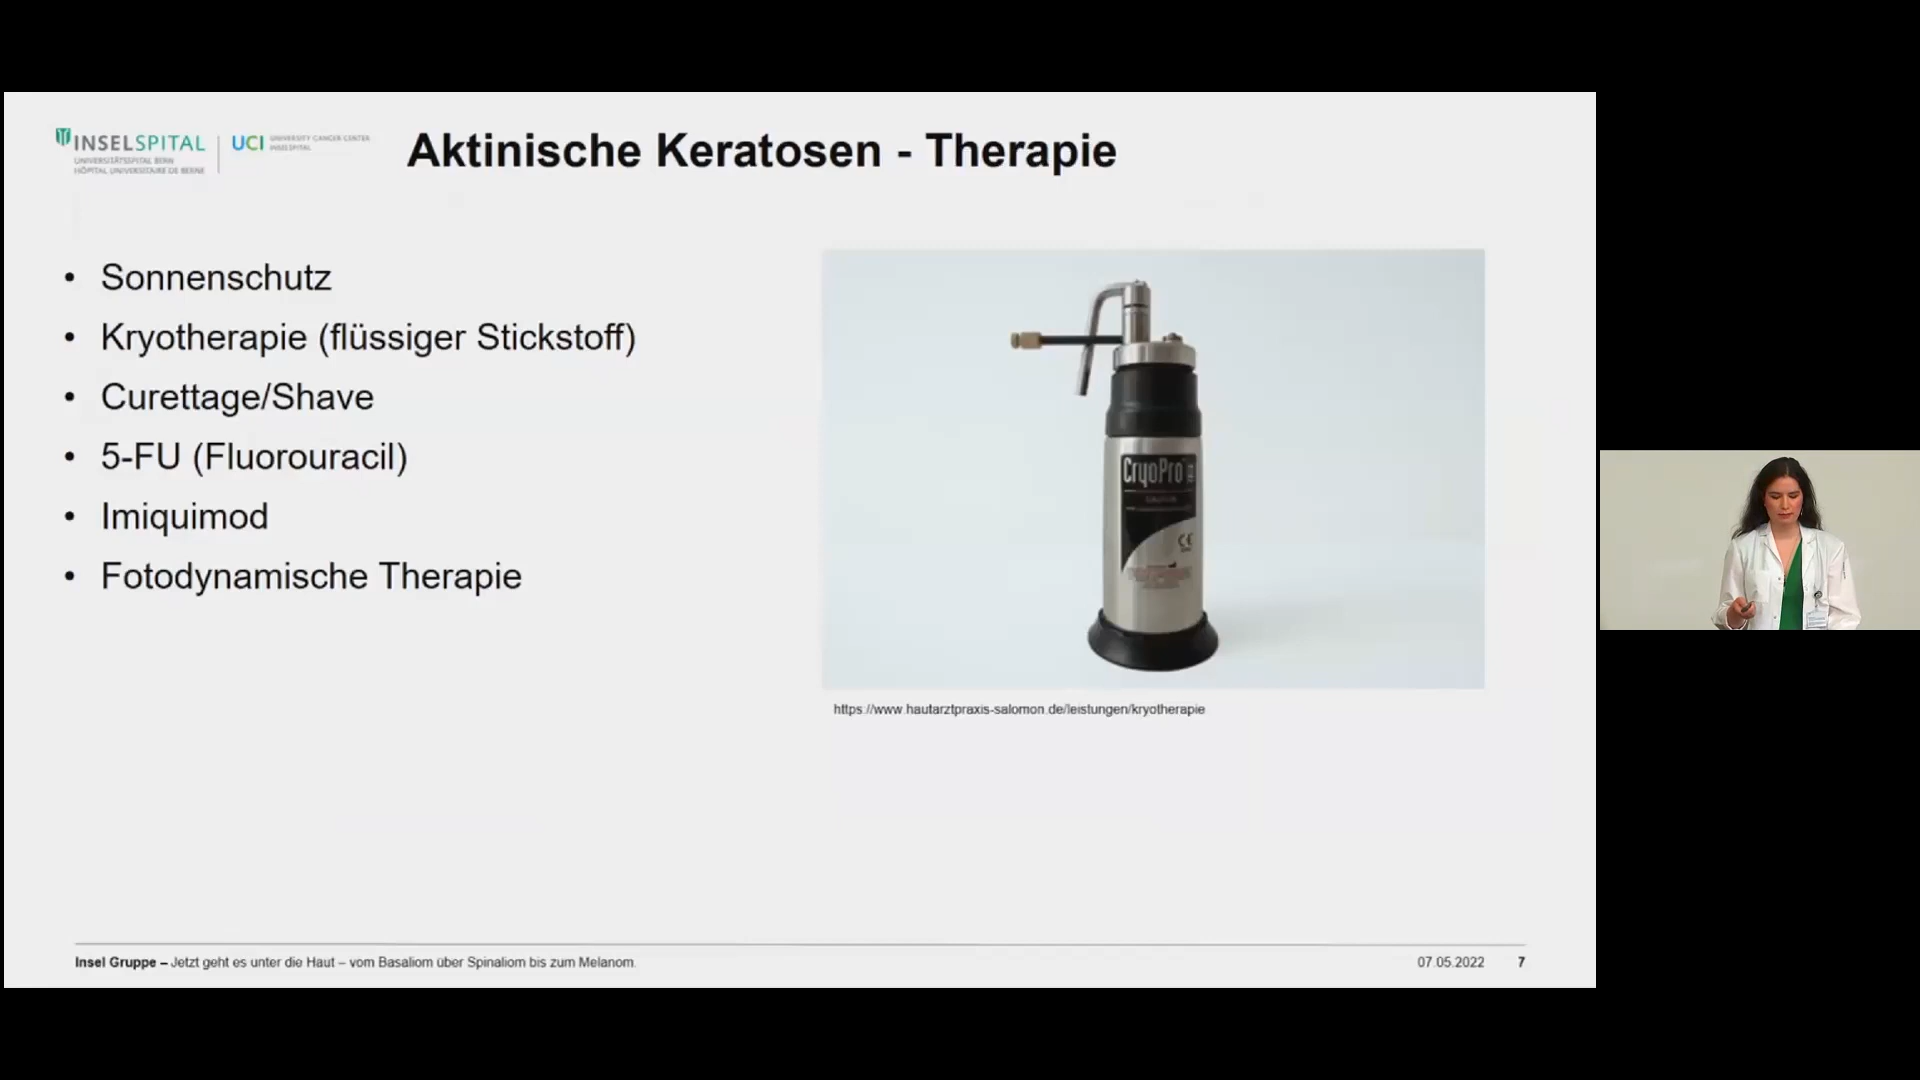 INSELSPITAL
UNIVERSITÄTSSPITAL BERN
HÔPITAL UNIVERSITAIRE DE BERNE
UCI UNIVERSITY CANCER CENTER
INSELSPITAL
Aktinische Keratosen - Therapie
• Sonnenschutz
• Kryotherapie (flüssiger Stickstoff)
• Curettage/Shave
• 5-FU (Fluorouracil)
• Imiquimod
• Fotodynamische Therapie
CryoPro
CE
https://www.hautarztpraxis-salomon.de/leistungen/kryotherapie
Insel Gruppe – Jetzt geht es unter die Haut – vom Basaliom über Spinaliom bis zum Melanom.
07.05.2022 7